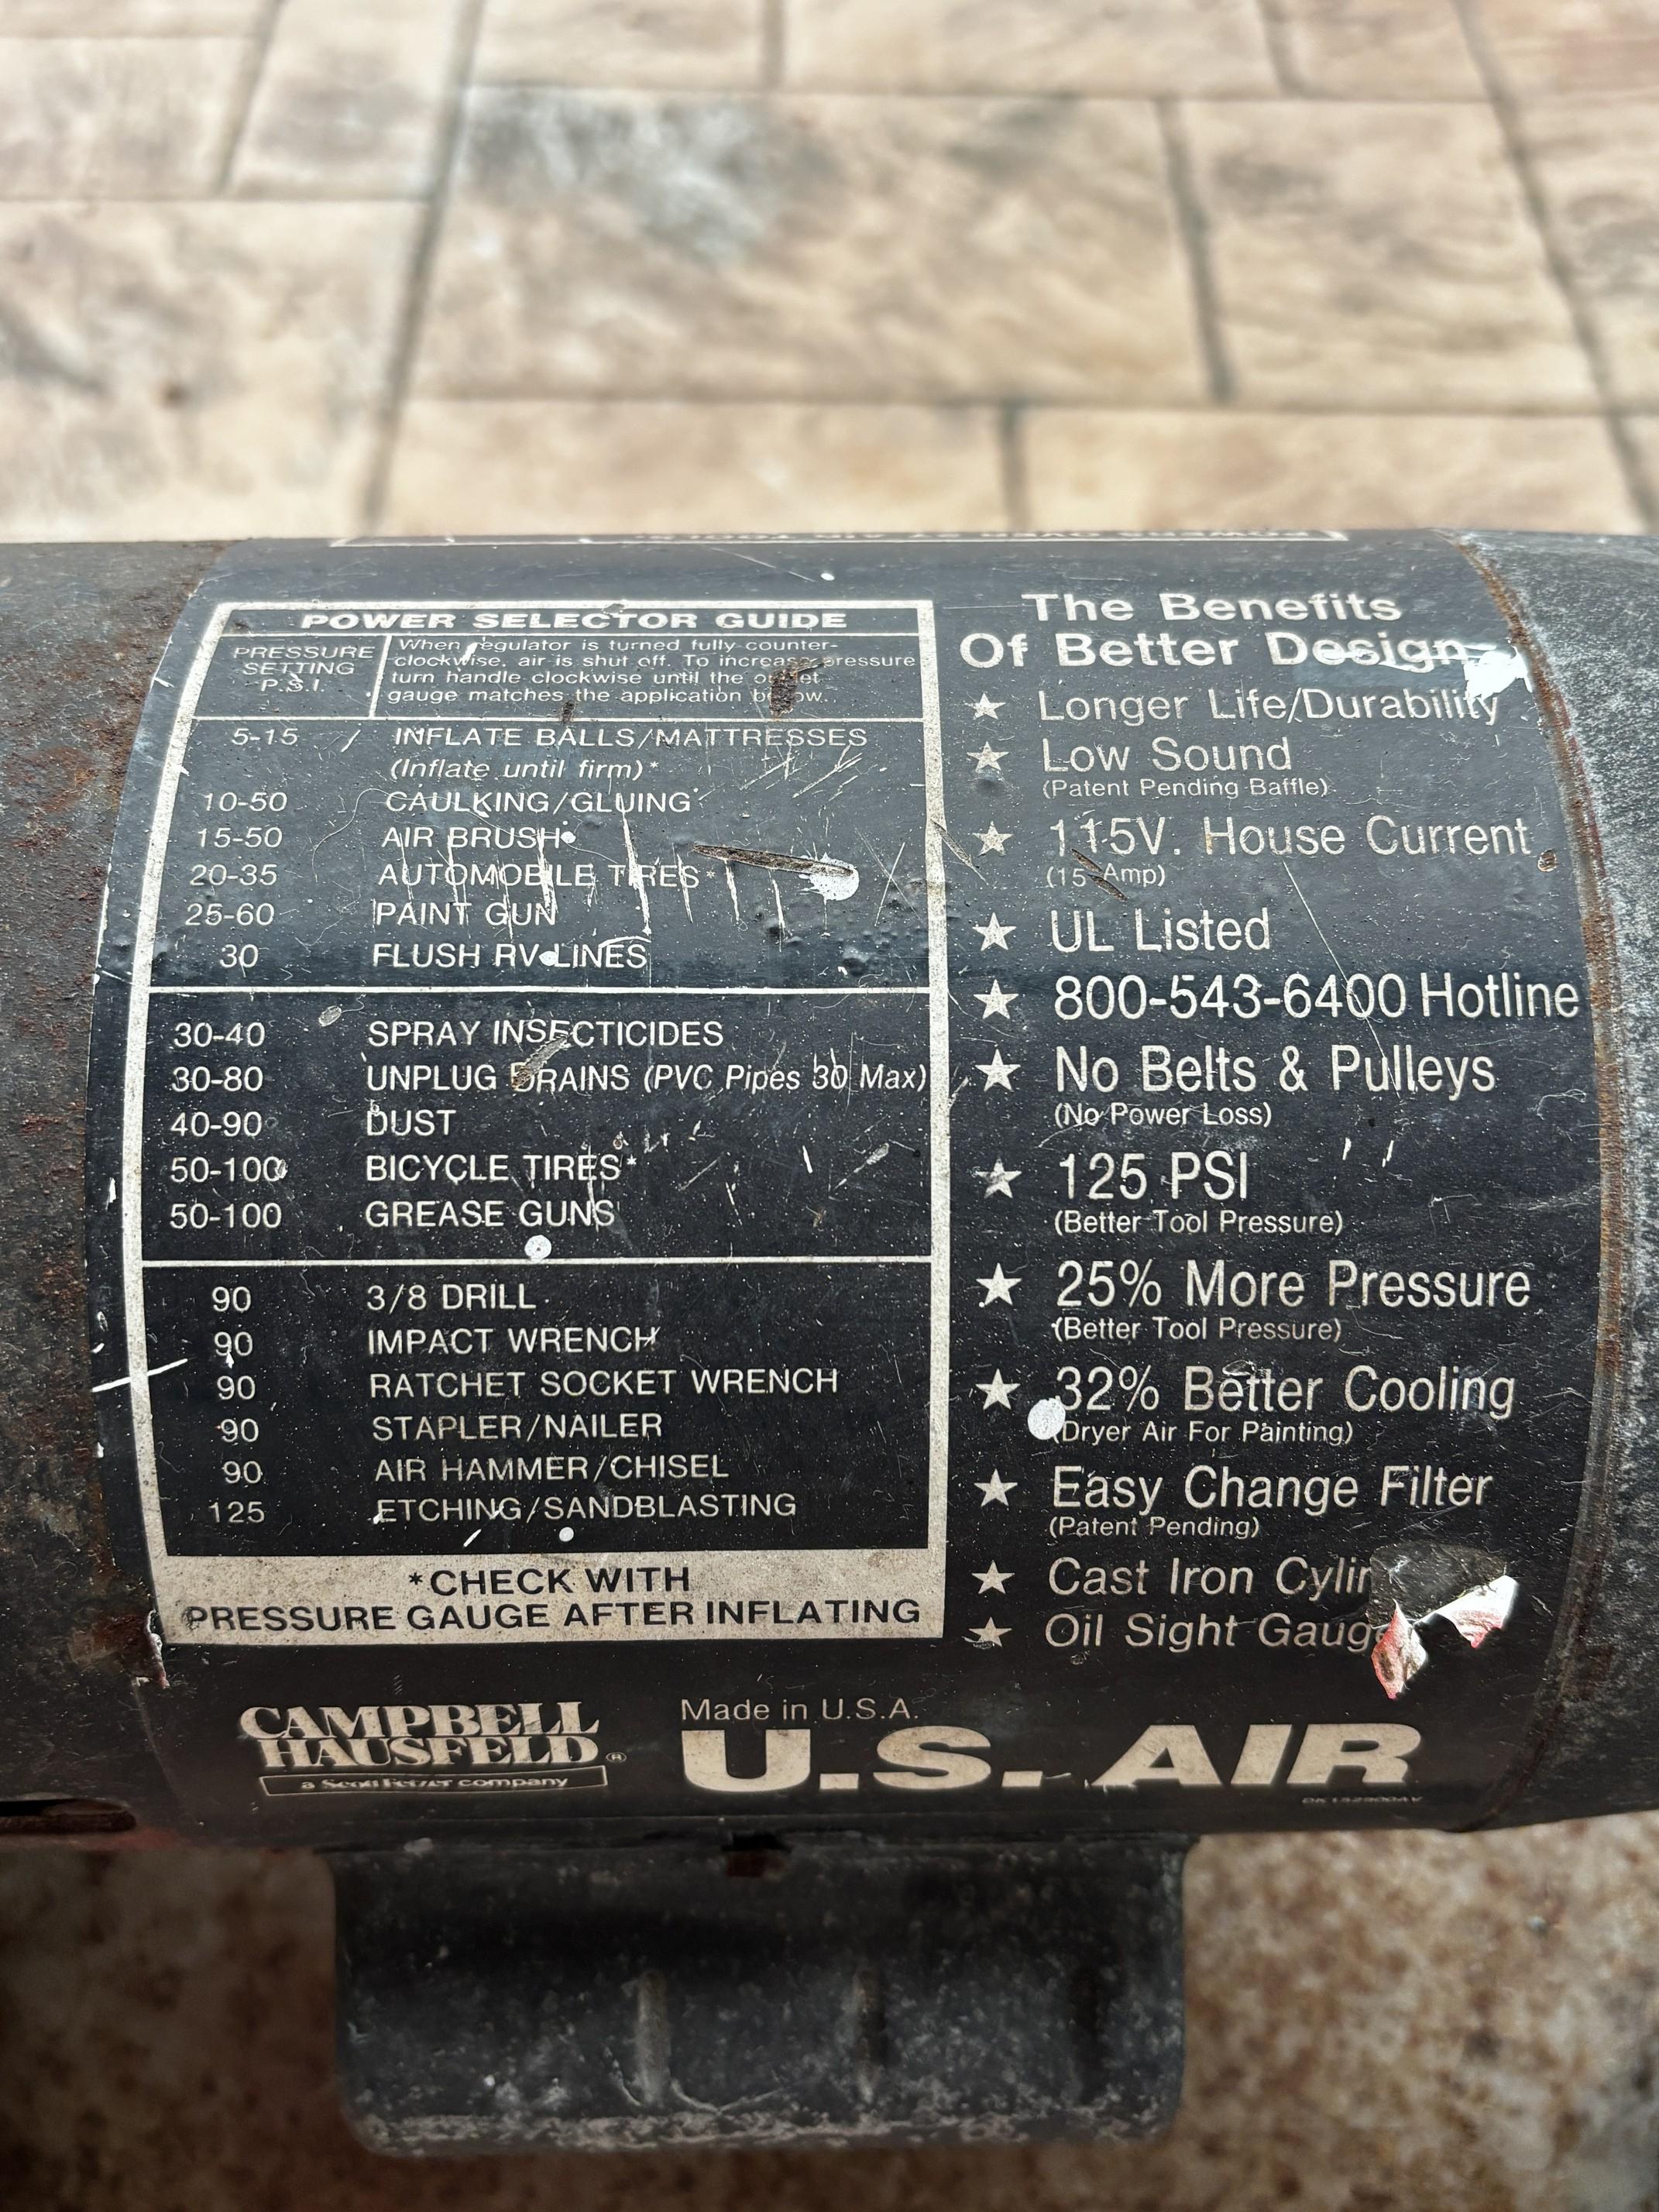 POWER SELECTOR GUIDE
PRESSURE
SETTING
P.S.I.
When regulator is turned fully counter-
clockwise, air is shut off. To increase pressure
turn handle clockwise until the outlet
gauge matches the application below.
5-15 INFLATE BALLS/MATTRESSES
(Inflate until firm)*
10-50 CAULKING/GLUING
15-50 AIR BRUSH
20-35 AUTOMOBILE TIRES*
25-60 PAINT GUN
30 FLUSH RV LINES
30-40 SPRAY INSECTICIDES
30-80 UNPLUG DRAINS (PVC Pipes 30 Max)
40-90 DUST
50-100 BICYCLE TIRES*
50-100 GREASE GUNS
90 3/8 DRILL
90 IMPACT WRENCH
90 RATCHET SOCKET WRENCH
90 STAPLER/NAILER
90 AIR HAMMER/CHISEL
125 ETCHING/SANDBLASTING
*CHECK WITH
PRESSURE GAUGE AFTER INFLATING
The Benefits
Of Better Design
★ Longer Life/Durability
★ Low Sound
(Patent Pending Baffle)
★ 115V. House Current
(15 Amp)
★ UL Listed
★ 800-543-6400 Hotline
★ No Belts & Pulleys
(No Power Loss)
★ 125 PSI
(Better Tool Pressure)
★ 25% More Pressure
(Better Tool Pressure)
★ 32% Better Cooling
(Dryer Air For Painting)
★ Easy Change Filter
(Patent Pending)
★ Cast Iron Cylin
★ Oil Sight Gauge
CAMPBELL
HAUSFELD®
a Scott Fetzer company
Made in U.S.A.
U.S. AIR